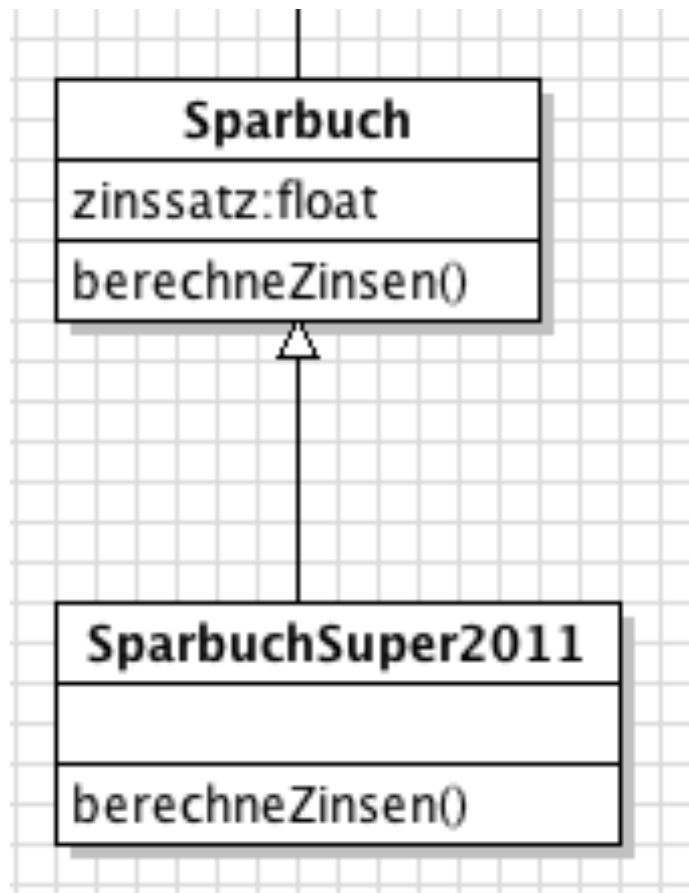 Sparbuch
zinssatz:float
berechneZinsen()
SparbuchSuper2011
berechneZinsen()